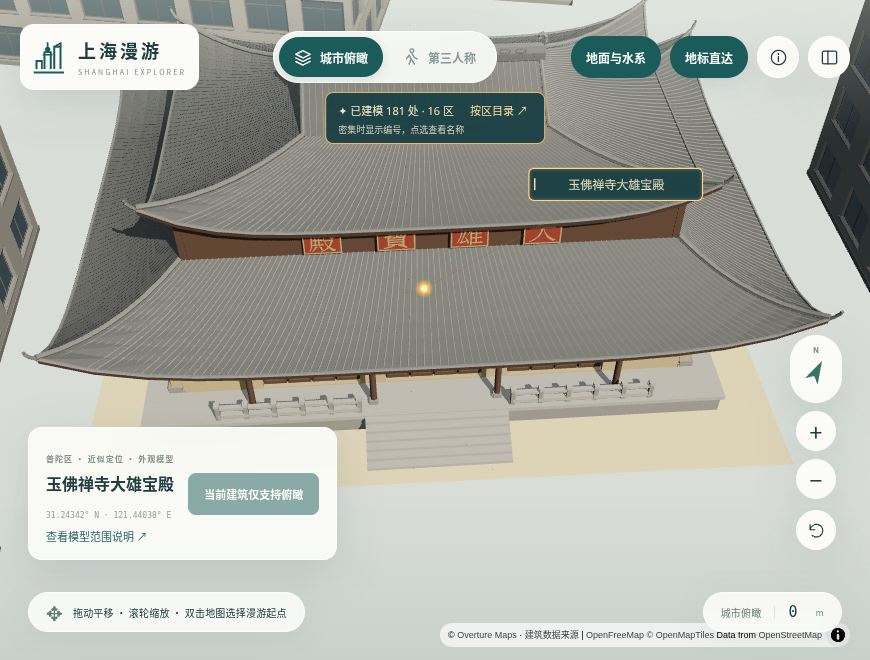 上海漫游
SHANGHAI EXPLORER
城市俯瞰
第三人称
地面与水系
地标直达
✦ 已建模 181 处 · 16 区 按区目录 ↗
密集时显示编号，点选查看名称
玉佛禅寺大雄宝殿
殿 寶 雄 大
N
普陀区 · 近似定位 · 外观模型
玉佛禅寺大雄宝殿
当前建筑仅支持俯瞰
31.24342° N · 121.44038° E
查看模型范围说明 ↗
拖动平移 · 滚轮缩放 · 双击地图选择漫游起点
城市俯瞰 0 m
© Overture Maps · 建筑数据来源 | OpenFreeMap © OpenMapTiles Data from OpenStreetMap